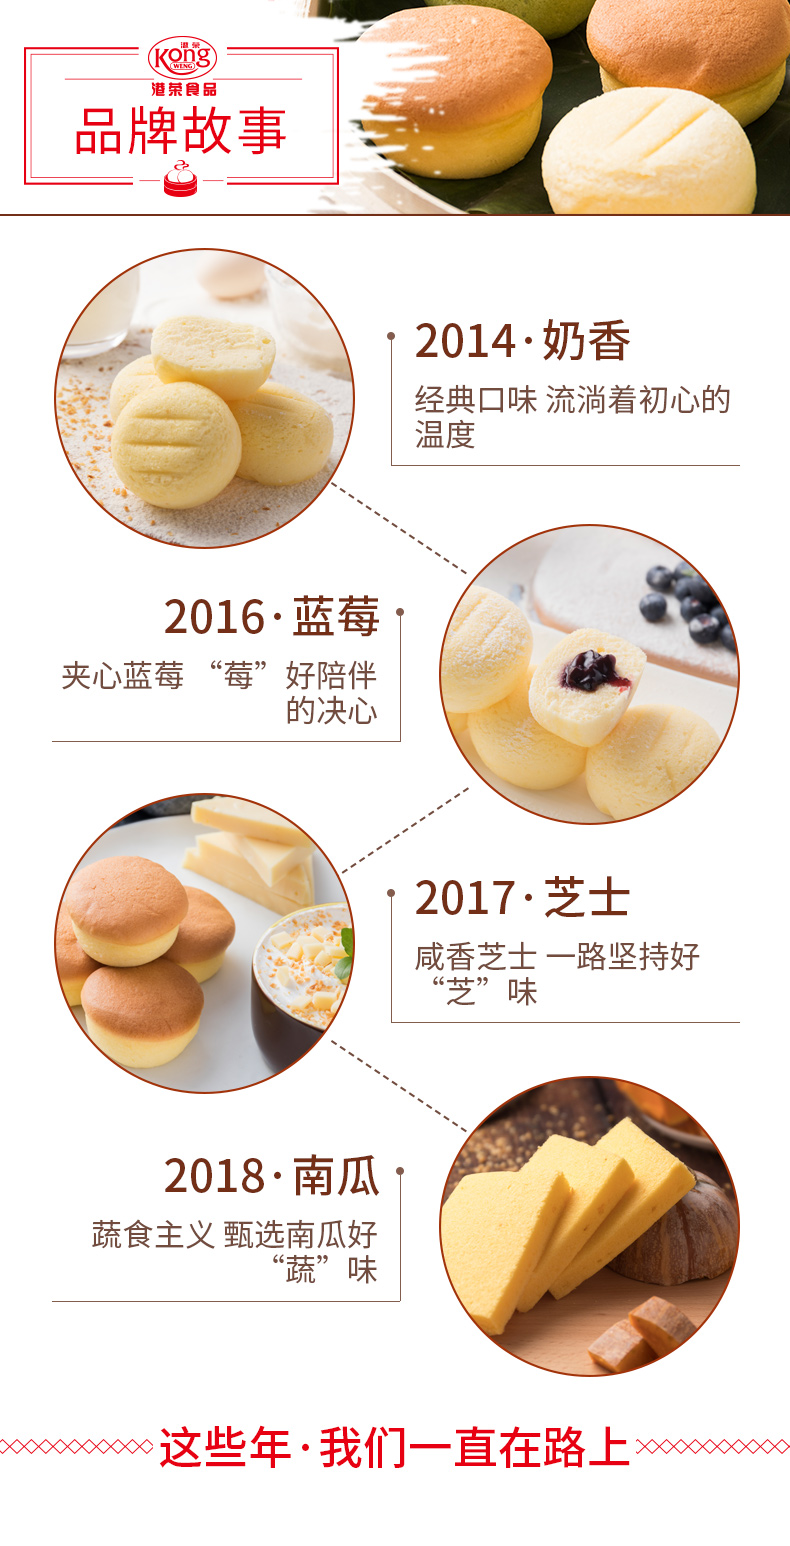 港荣
Kong
WENG
港荣食品
品牌故事
2014·奶香
经典口味 流淌着初心的
温度
2016·蓝莓
夹心蓝莓 “莓”好陪伴
的决心
2017·芝士
咸香芝士 一路坚持好
“芝”味
2018·南瓜
蔬食主义 甄选南瓜好
“蔬”味
这些年·我们一直在路上